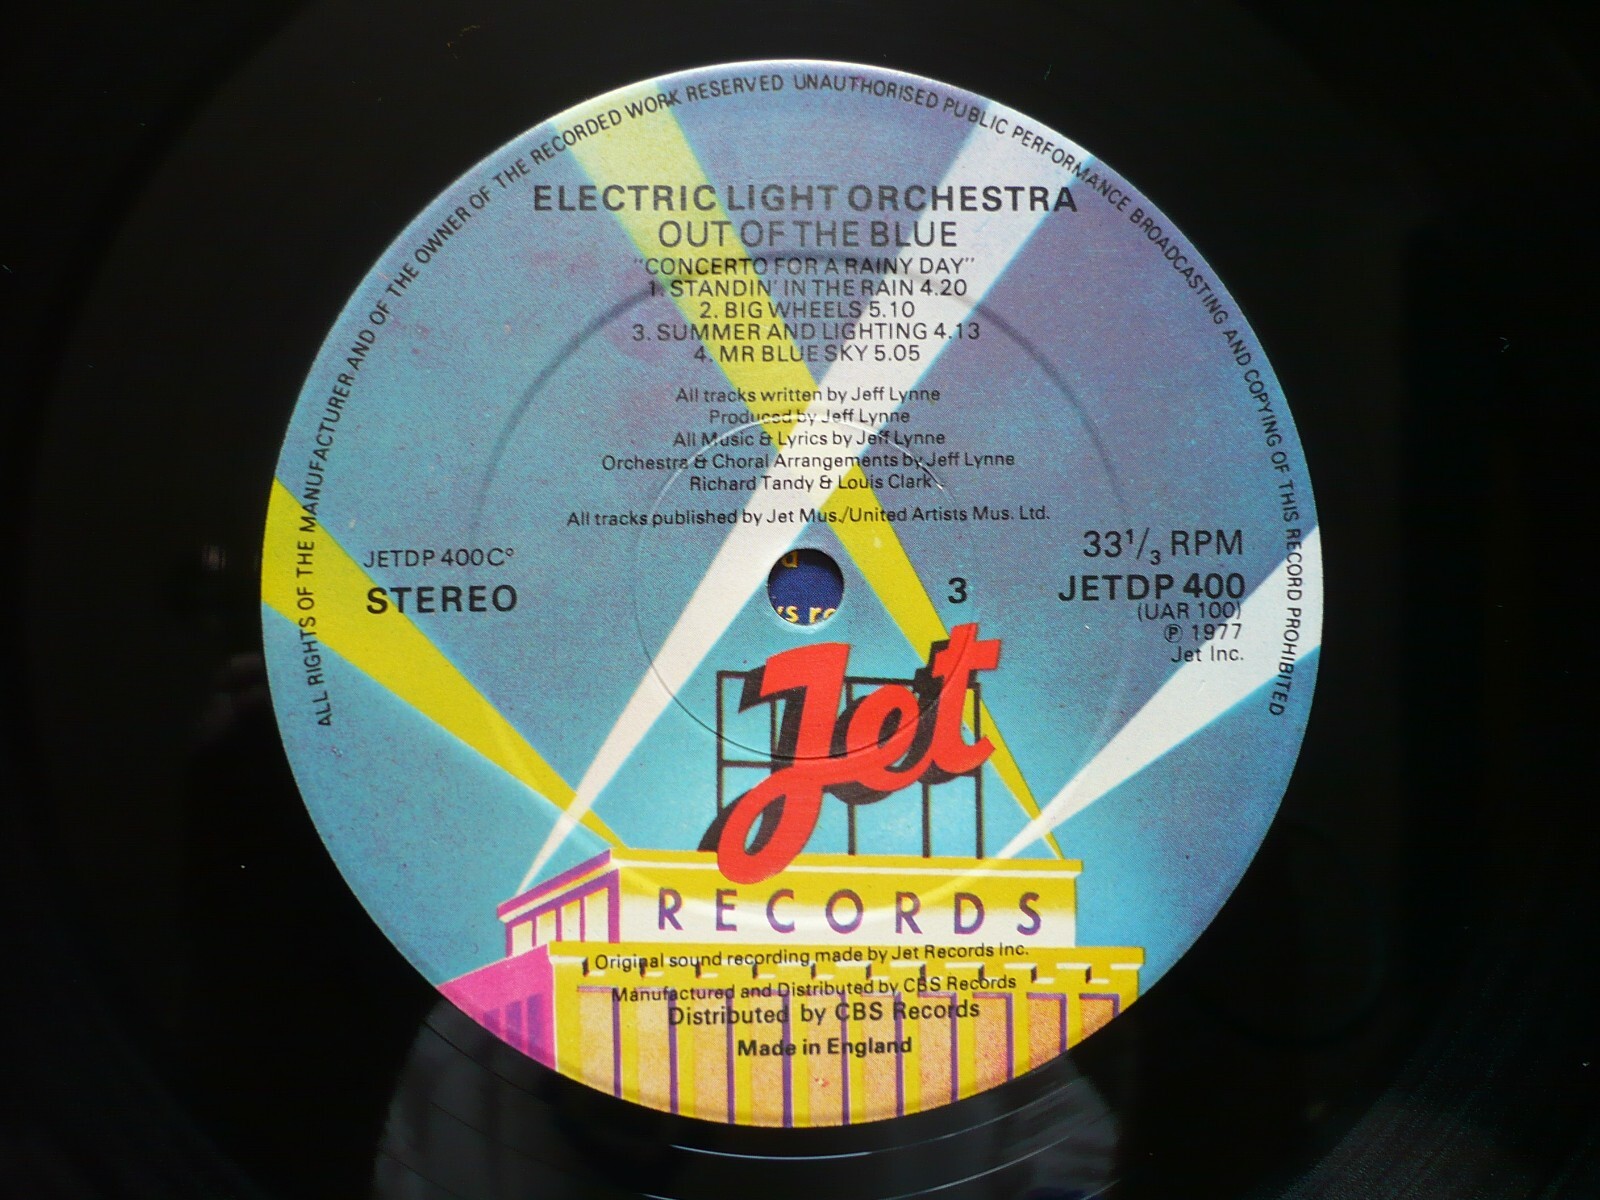 ALL RIGHTS OF THE MANUFACTURER AND OF THE OWNER OF THE RECORDED WORK RESERVED UNAUTHORISED PUBLIC PERFORMANCE BROADCASTING AND COPYING OF THIS RECORD PROHIBITED
ELECTRIC LIGHT ORCHESTRA
OUT OF THE BLUE
"CONCERTO FOR A RAINY DAY"
1. STANDIN' IN THE RAIN 4.20
2. BIG WHEELS 5.10
3. SUMMER AND LIGHTING 4.13
4. MR BLUE SKY 5.05
All tracks written by Jeff Lynne
Produced by Jeff Lynne
All Music & Lyrics by Jeff Lynne
Orchestra & Choral Arrangements by Jeff Lynne
Richard Tandy & Louis Clark
All tracks published by Jet Mus./United Artists Mus. Ltd.
JETDP 400C°
STEREO
3
33 1/3 RPM
JETDP 400
(UAR 100)
℗ 1977
Jet Inc.
Jet
RECORDS
Original sound recording made by Jet Records Inc.
Manufactured and Distributed by CBS Records
Distributed by CBS Records
Made in England